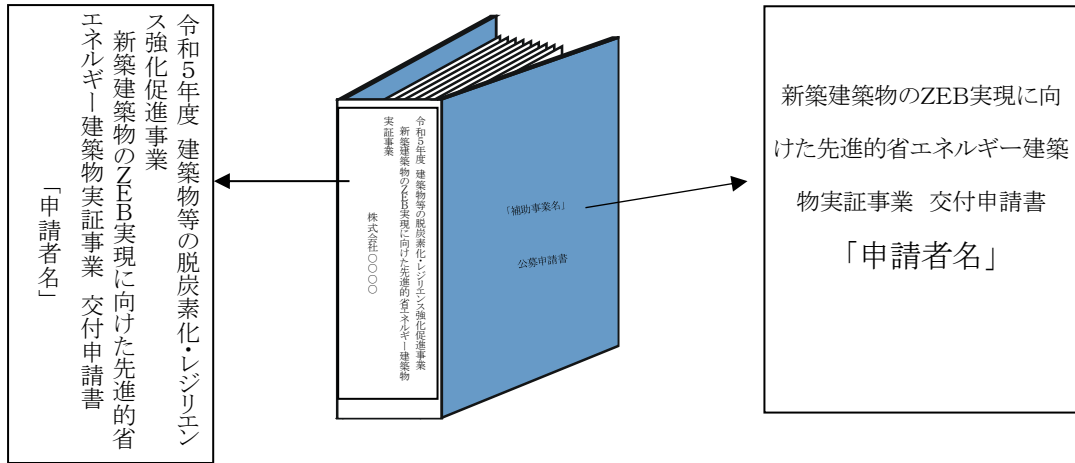 令和５年度 建築物等の脱炭素化・レジリエン
ス強化促進事業
新築建築物のZEB実現に向けた先進的省
エネルギー建築物実証事業 交付申請書
「申請者名」
令和５年度 建築物等の脱炭素化・レジリエンス強化促進事業
新築建築物のZEB実現に向けた先進的省エネルギー建築物
実証事業
株式会社〇〇〇〇
「補助事業名」
公募申請書
新築建築物のZEB実現に向
けた先進的省エネルギー建築
物実証事業 交付申請書
「申請者名」